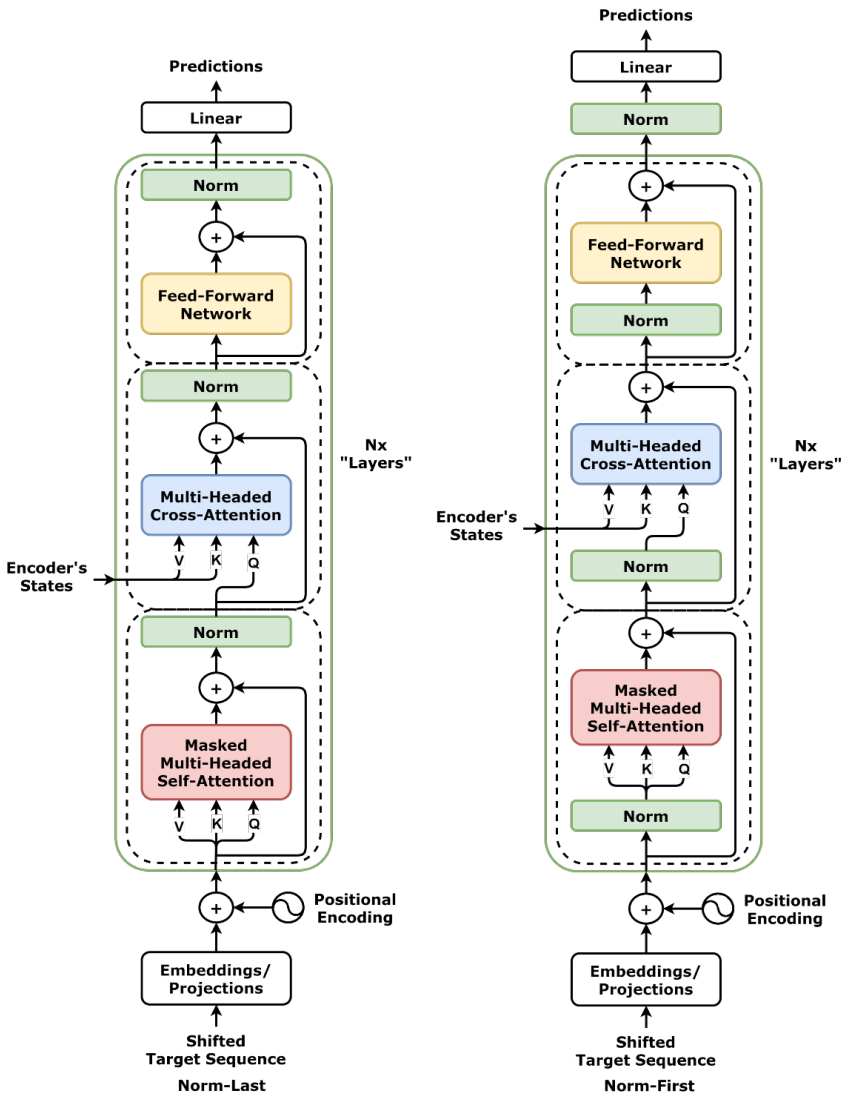 Predictions
Linear
Norm
+
Feed-Forward
Network
Norm
+
Nx
"Layers"
Multi-Headed
Cross-Attention
V K Q
Encoder's
States
Norm
+
Masked
Multi-Headed
Self-Attention
V K Q
+
Positional
Encoding
Embeddings/
Projections
Shifted
Target Sequence
Norm-Last
Predictions
Linear
Norm
+
Feed-Forward
Network
Norm
+
Nx
"Layers"
Multi-Headed
Cross-Attention
V K Q
Encoder's
States
Norm
+
Masked
Multi-Headed
Self-Attention
V K Q
Norm
+
Positional
Encoding
Embeddings/
Projections
Shifted
Target Sequence
Norm-First